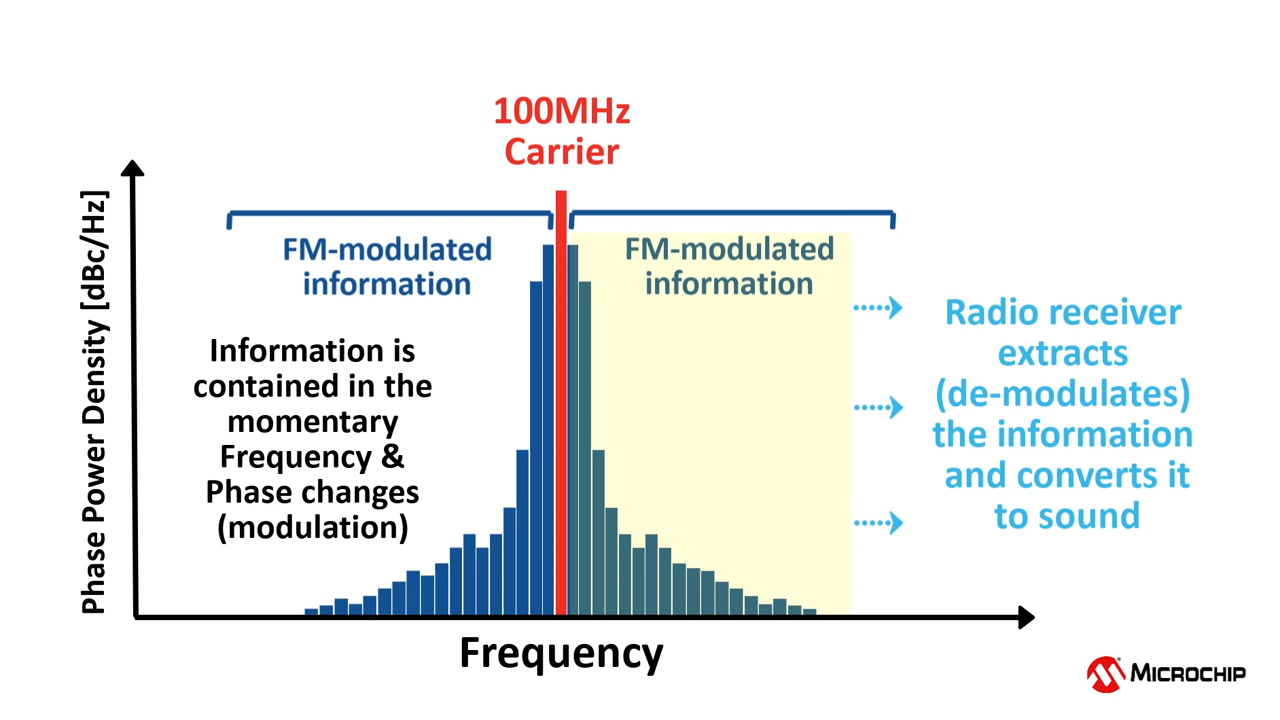 100MHz
Carrier
FM-modulated
information
FM-modulated
information
Information is
contained in the
momentary
Frequency &
Phase changes
(modulation)
Radio receiver
extracts
(de-modulates)
the information
and converts it
to sound
Phase Power Density [dBc/Hz]
Frequency
MICROCHIP